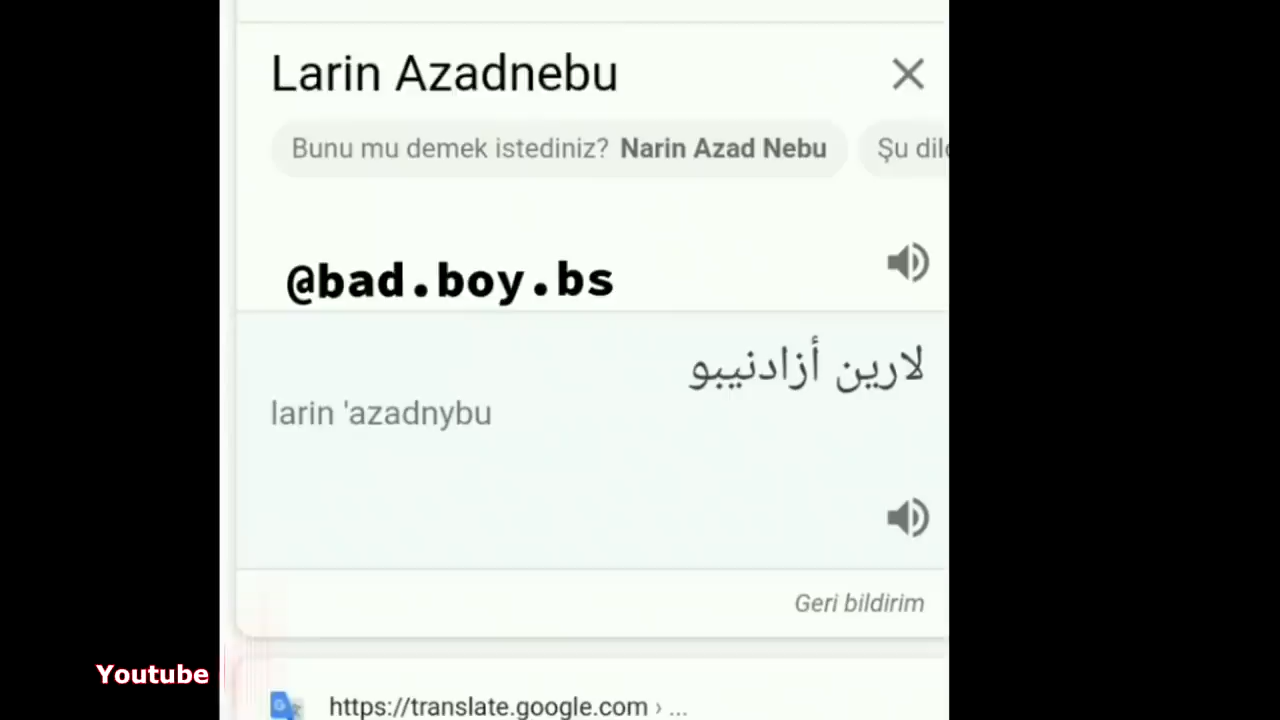 Larin Azadnebu
Bunu mu demek istediniz? Narin Azad Nebu
Şu dil
@bad.boy.bs
لارين أزادنيبو
larin 'azadnybu
Geri bildirim
Youtube
https://translate.google.com › ...